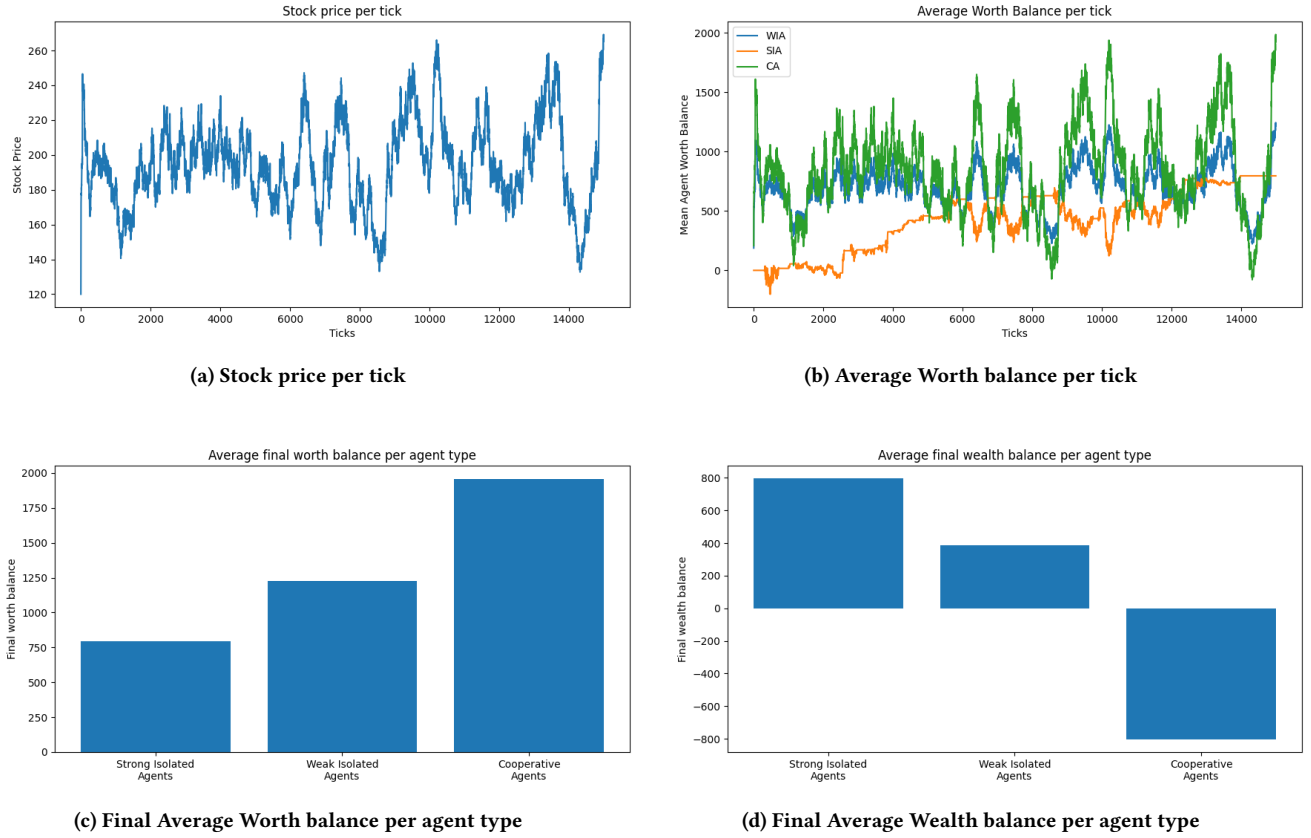 Stock price per tick
260
240
220
200
180
160
140
120
Stock Price
0
2000
4000
6000
8000
10000
12000
14000
Ticks
(a) Stock price per tick
Average Worth Balance per tick
WIA
SIA
CA
2000
1500
1000
500
0
Mean Agent Worth Balance
0
2000
4000
6000
8000
10000
12000
14000
Ticks
(b) Average Worth balance per tick
Average final worth balance per agent type
2000
1750
1500
1250
1000
750
500
250
0
Final worth balance
Strong Isolated
Agents
Weak Isolated
Agents
Cooperative
Agents
(c) Final Average Worth balance per agent type
Average final wealth balance per agent type
800
600
400
200
0
−200
−400
−600
−800
Final wealth balance
Strong Isolated
Agents
Weak Isolated
Agents
Cooperative
Agents
(d) Final Average Wealth balance per agent type